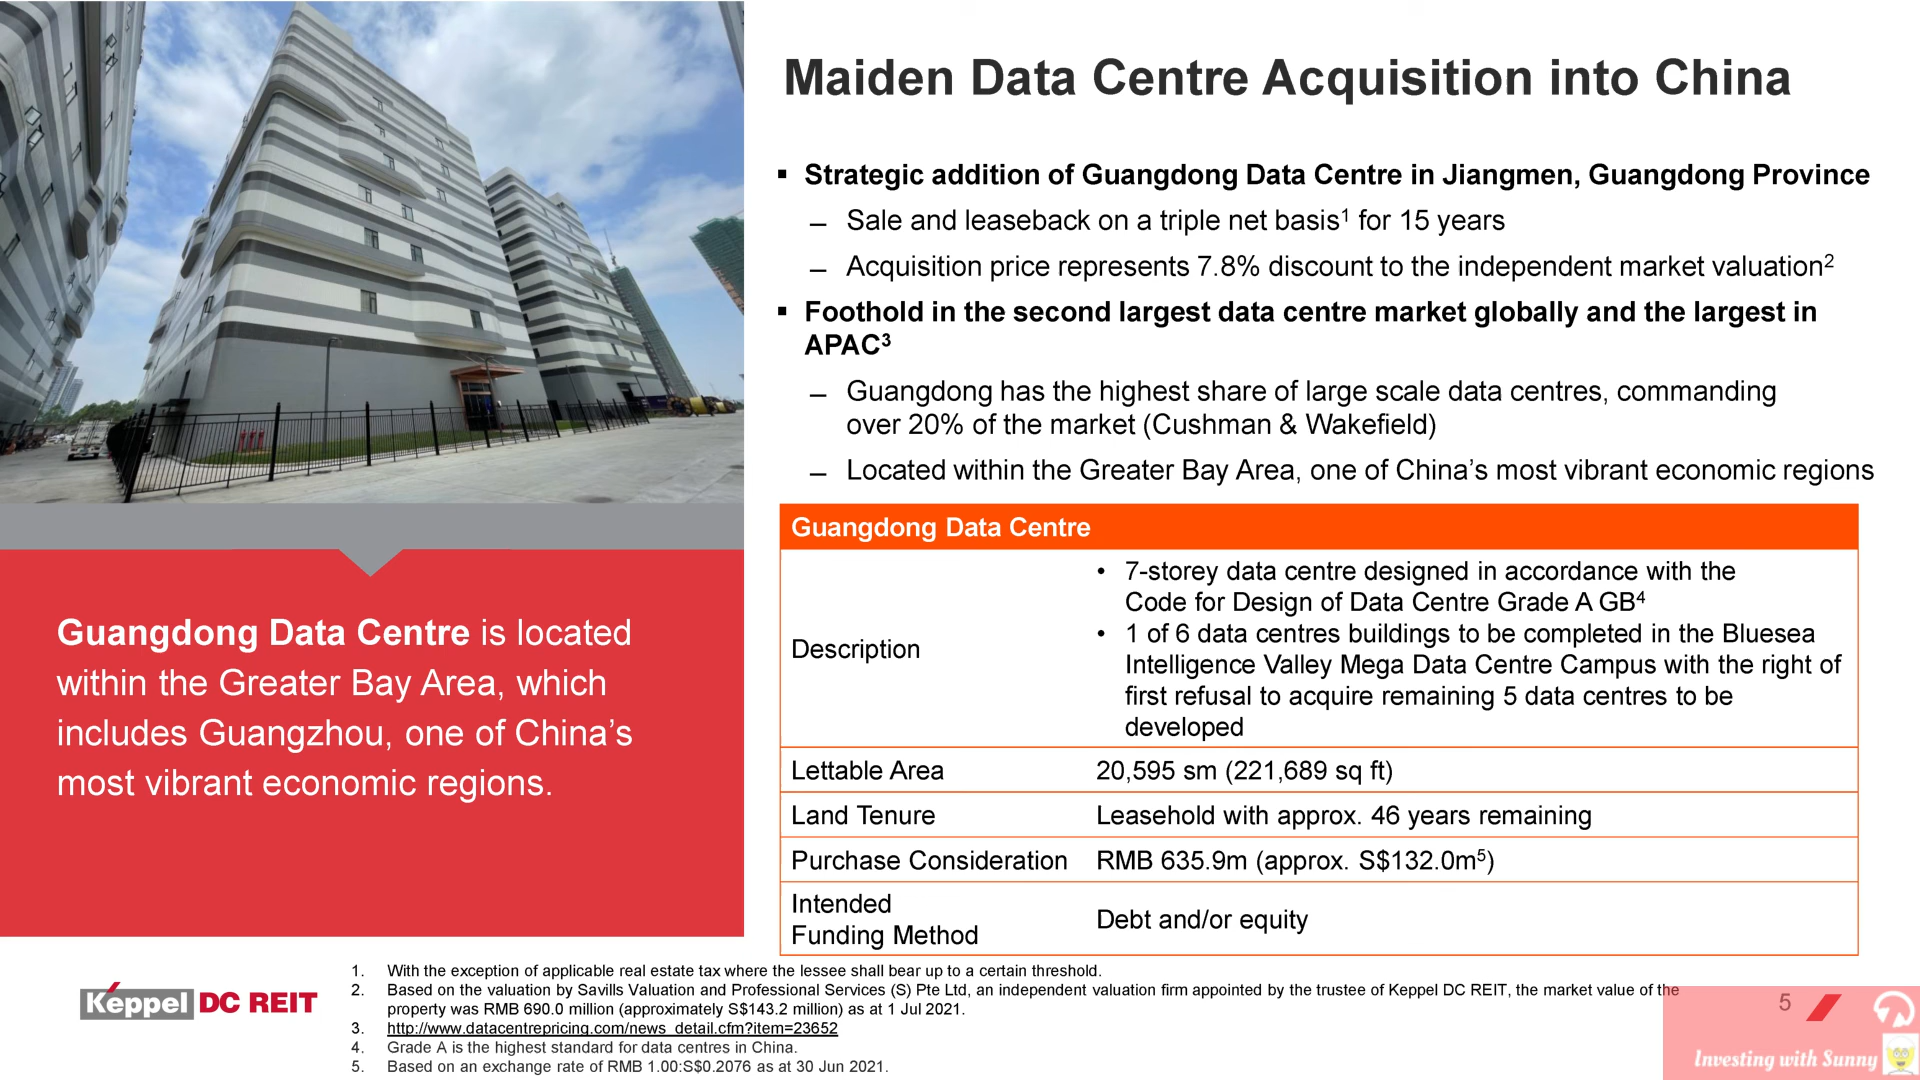 Maiden Data Centre Acquisition into China
▪ Strategic addition of Guangdong Data Centre in Jiangmen, Guangdong Province
– Sale and leaseback on a triple net basis¹ for 15 years
– Acquisition price represents 7.8% discount to the independent market valuation²
▪ Foothold in the second largest data centre market globally and the largest in
APAC³
– Guangdong has the highest share of large scale data centres, commanding
over 20% of the market (Cushman & Wakefield)
– Located within the Greater Bay Area, one of China’s most vibrant economic regions
Guangdong Data Centre is located
within the Greater Bay Area, which
includes Guangzhou, one of China’s
most vibrant economic regions.
Guangdong Data Centre
Description
• 7-storey data centre designed in accordance with the
Code for Design of Data Centre Grade A GB⁴
• 1 of 6 data centres buildings to be completed in the Bluesea
Intelligence Valley Mega Data Centre Campus with the right of
first refusal to acquire remaining 5 data centres to be
developed
Lettable Area 20,595 sm (221,689 sq ft)
Land Tenure Leasehold with approx. 46 years remaining
Purchase Consideration RMB 635.9m (approx. S$132.0m⁵)
Intended
Funding Method
Debt and/or equity
Keppel DC REIT
1. With the exception of applicable real estate tax where the lessee shall bear up to a certain threshold.
2. Based on the valuation by Savills Valuation and Professional Services (S) Pte Ltd, an independent valuation firm appointed by the trustee of Keppel DC REIT, the market value of the
property was RMB 690.0 million (approximately S$143.2 million) as at 1 Jul 2021.
3. http://www.datacentrepricing.com/news_detail.cfm?item=23652
4. Grade A is the highest standard for data centres in China.
5. Based on an exchange rate of RMB 1.00:S$0.2076 as at 30 Jun 2021.
5
Investing with Sunny